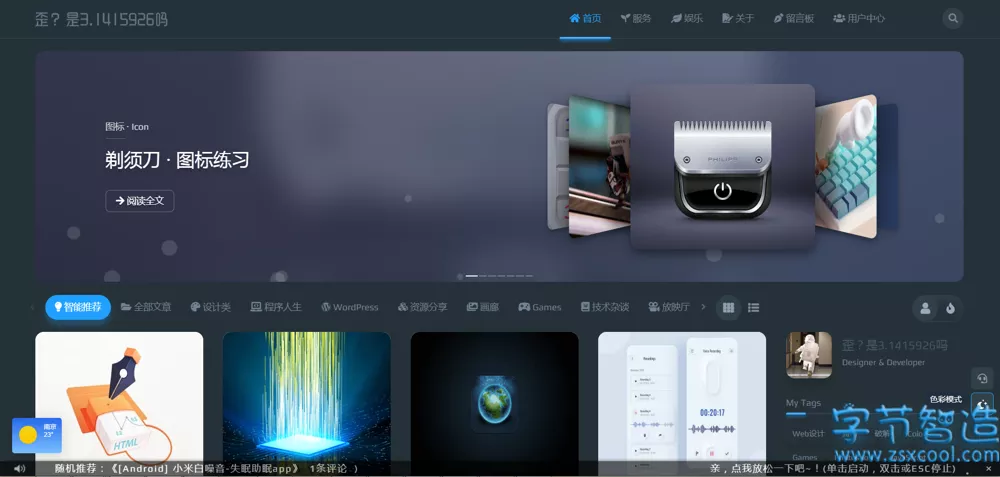 歪? 是3.1415926吗
首页 服务 娱乐 关于 留言板 用户中心
图标 · Icon
剃须刀 · 图标练习
阅读全文
PHILIPS
智能推荐 全部文章 设计类 程序人生 WordPress 资源分享 画廊 Games 技术杂谈 放映厅
歪? 是3.1415926吗
Designer & Developer
00:20:17
HTML
My Tags
色彩模式
Web设计
Games
23°
字节智造
www.zsxcool.com
随机推荐:《[Android] 小米白噪音-失眠助眠app》 1条评论 )
亲,点我放松一下吧~!(单击启动,双击或ESC停止)